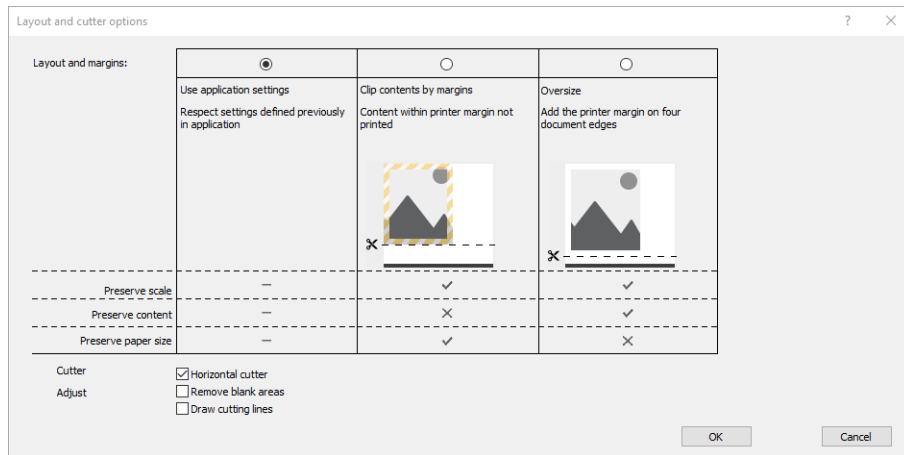 Layout and cutter options
Layout and margins:
Use application settings
Respect settings defined previously
in application
Clip contents by margins
Content within printer margin not
printed
Oversize
Add the printer margin on four
document edges
Preserve scale
Preserve content
Preserve paper size
Cutter
Horizontal cutter
Adjust
Remove blank areas
Draw cutting lines
OK
Cancel